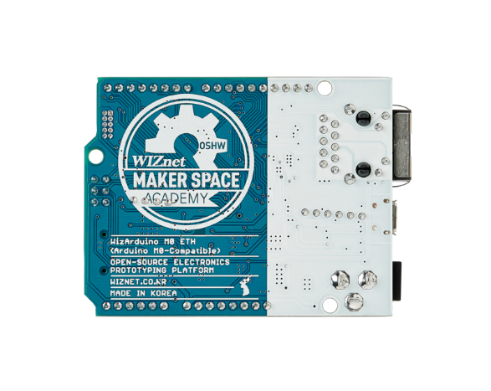 OSHW
WIZnet
MAKER SPACE
ACADEMY
WizArduino M0 ETH
(Arduino M0-Compatible)
OPEN-SOURCE ELECTRONICS
PROTOTYPING PLATFORM
WIZNET.CO.KR
MADE IN KOREA